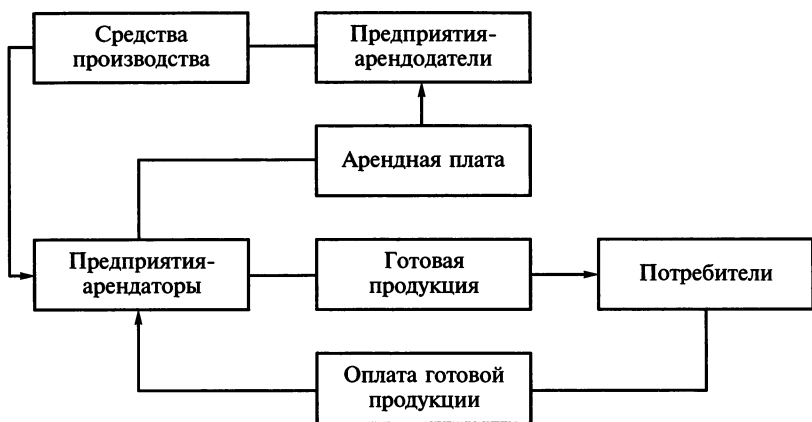 Средства
производства
Предприятия-
арендодатели
Арендная плата
Предприятия-
арендаторы
Готовая
продукция
Потребители
Оплата готовой
продукции